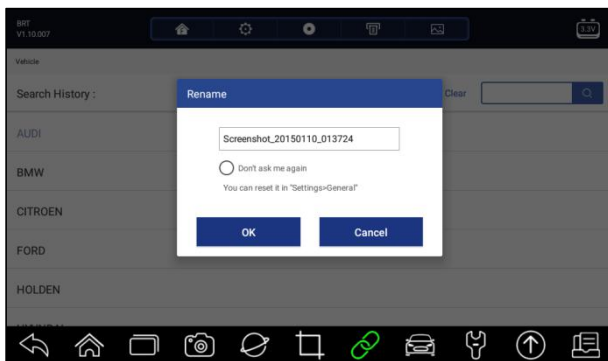 BRT
V1.10.007
3.3V
Vehicle
Search History :
Clear
Rename
Screenshot_20150110_013724
Don't ask me again
You can reset it in "Settings>General"
OK
Cancel
AUDI
BMW
CITROEN
FORD
HOLDEN